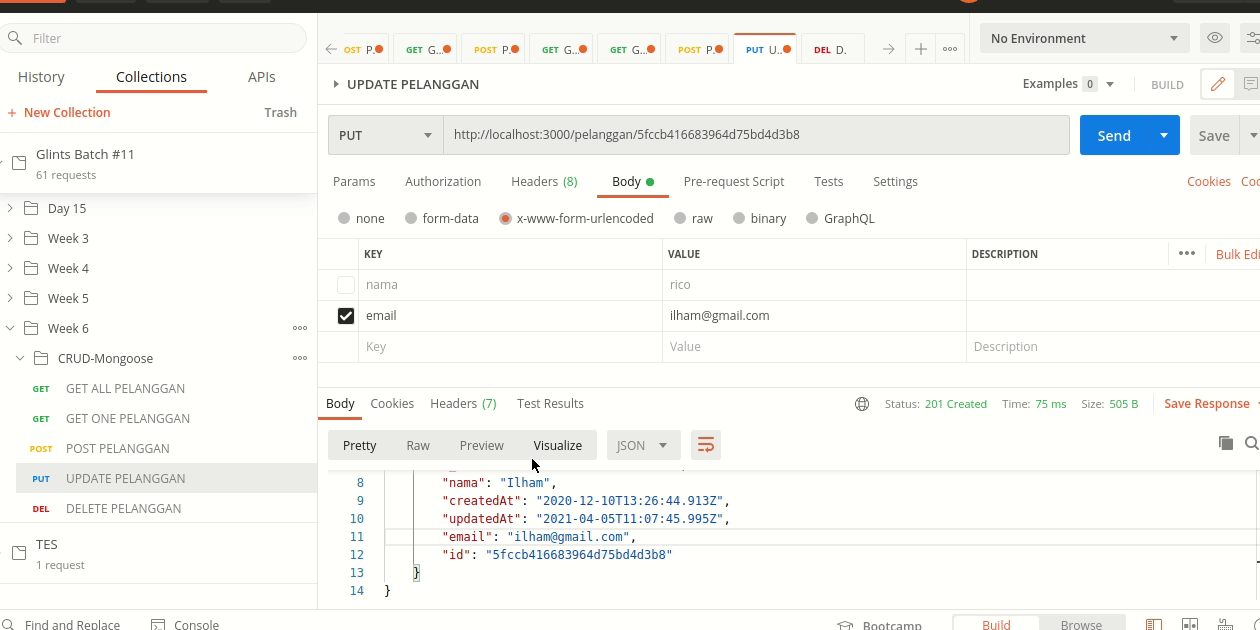 Filter
OST P.
GET G..
POST P.
GET G..
GET G..
POST P.
PUT U..
DEL D.
No Environment
History Collections APIs
UPDATE PELANGGAN
Examples 0
BUILD
+ New Collection
Trash
PUT
http://localhost:3000/pelanggan/5fccb416683964d75bd4d3b8
Send
Save
Glints Batch #11
61 requests
Params Authorization Headers (8) Body Pre-request Script Tests Settings
Cookies Coc
Day 15
Week 3
Week 4
Week 5
Week 6
CRUD-Mongoose
GET GET ALL PELANGGAN
GET GET ONE PELANGGAN
POST POST PELANGGAN
PUT UPDATE PELANGGAN
DEL DELETE PELANGGAN
TES
1 request
none form-data x-www-form-urlencoded raw binary GraphQL
KEY VALUE DESCRIPTION ••• Bulk Edi
nama rico
email ilham@gmail.com
Key Value Description
Body Cookies Headers (7) Test Results
Status: 201 Created Time: 75 ms Size: 505 B Save Response
Pretty Raw Preview Visualize JSON
8 "nama": "Ilham",
9 "createdAt": "2020-12-10T13:26:44.913Z",
10 "updatedAt": "2021-04-05T11:07:45.995Z",
11 "email": "ilham@gmail.com",
12 "id": "5fccb416683964d75bd4d3b8"
13 }
14 }
Find and Replace Console
Bootcamp Build Browse